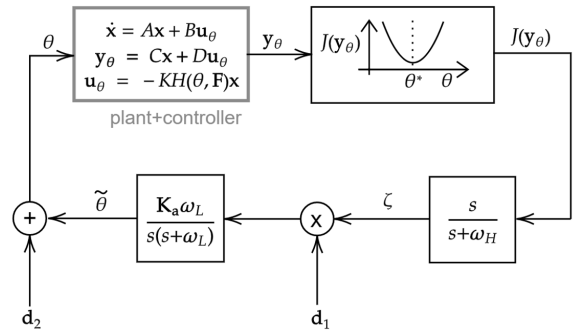 θ
ẋ = Ax + Bu_θ
y_θ = Cx + Du_θ
u_θ = −KH(θ, F)x
plant+controller
y_θ
J(y_θ)
θ*
θ
J(y_θ)
+
θ̃
K_a ω_L
s(s+ω_L)
x
ζ
s
s+ω_H
d_2
d_1